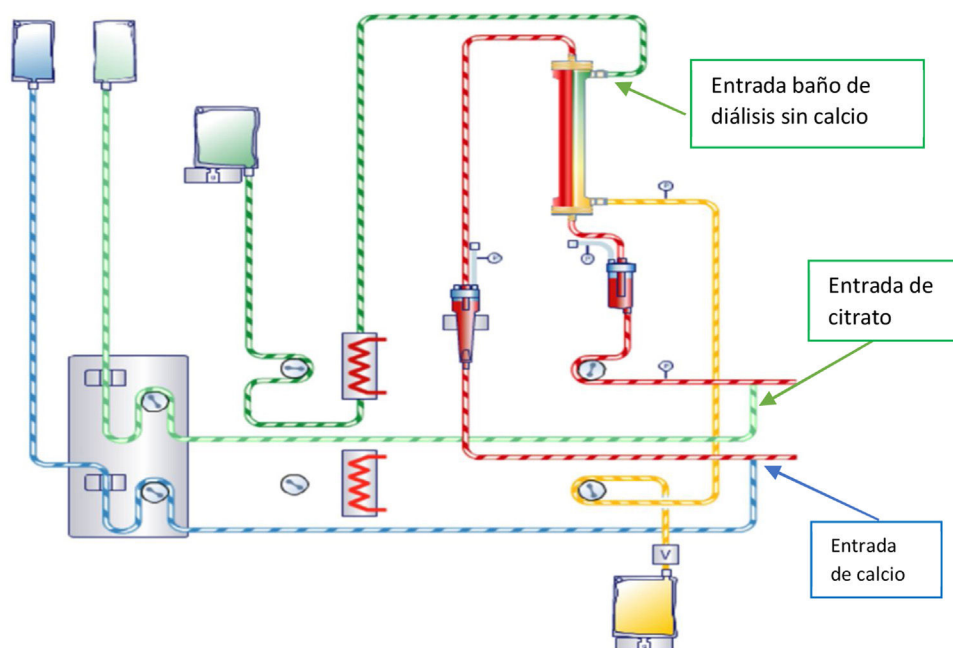 Entrada baño de
diálisis sin calcio
P
P
P
Entrada de
citrato
P
Entrada
de calcio
V